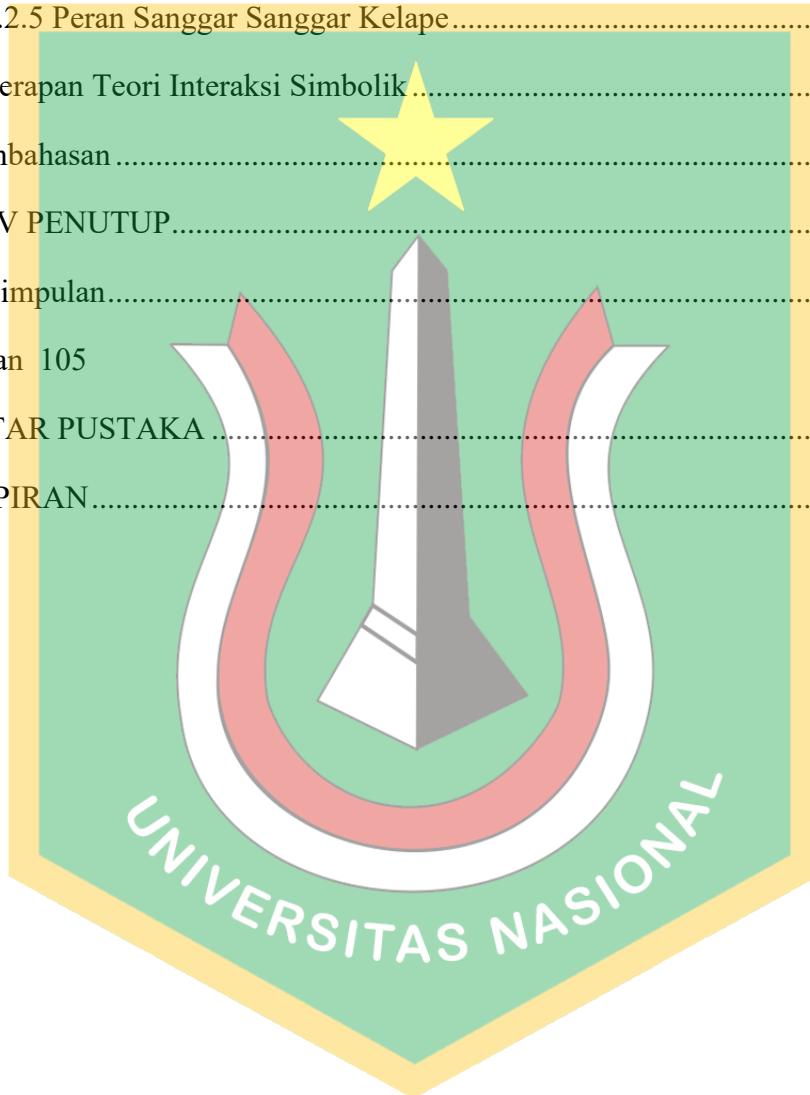 .2.5 Peran Sanggar Sanggar Kelape....................................................
erapan Teori Interaksi Simbolik.........................................................
nbahasan.......................................................................................
V PENUTUP................................................................................
impulan........................................................................................
an 105
TAR PUSTAKA...........................................................................
PIRAN..........................................................................................
UNIVERSITAS NASIONAL